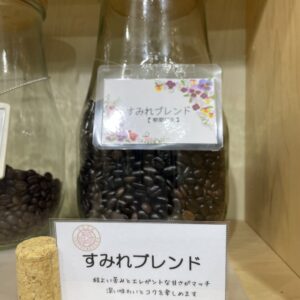 すみれブレンド
すみれブレンド
程よい苦みとエレガントな甘さがマッチ
深い味わいとコクを楽しめます